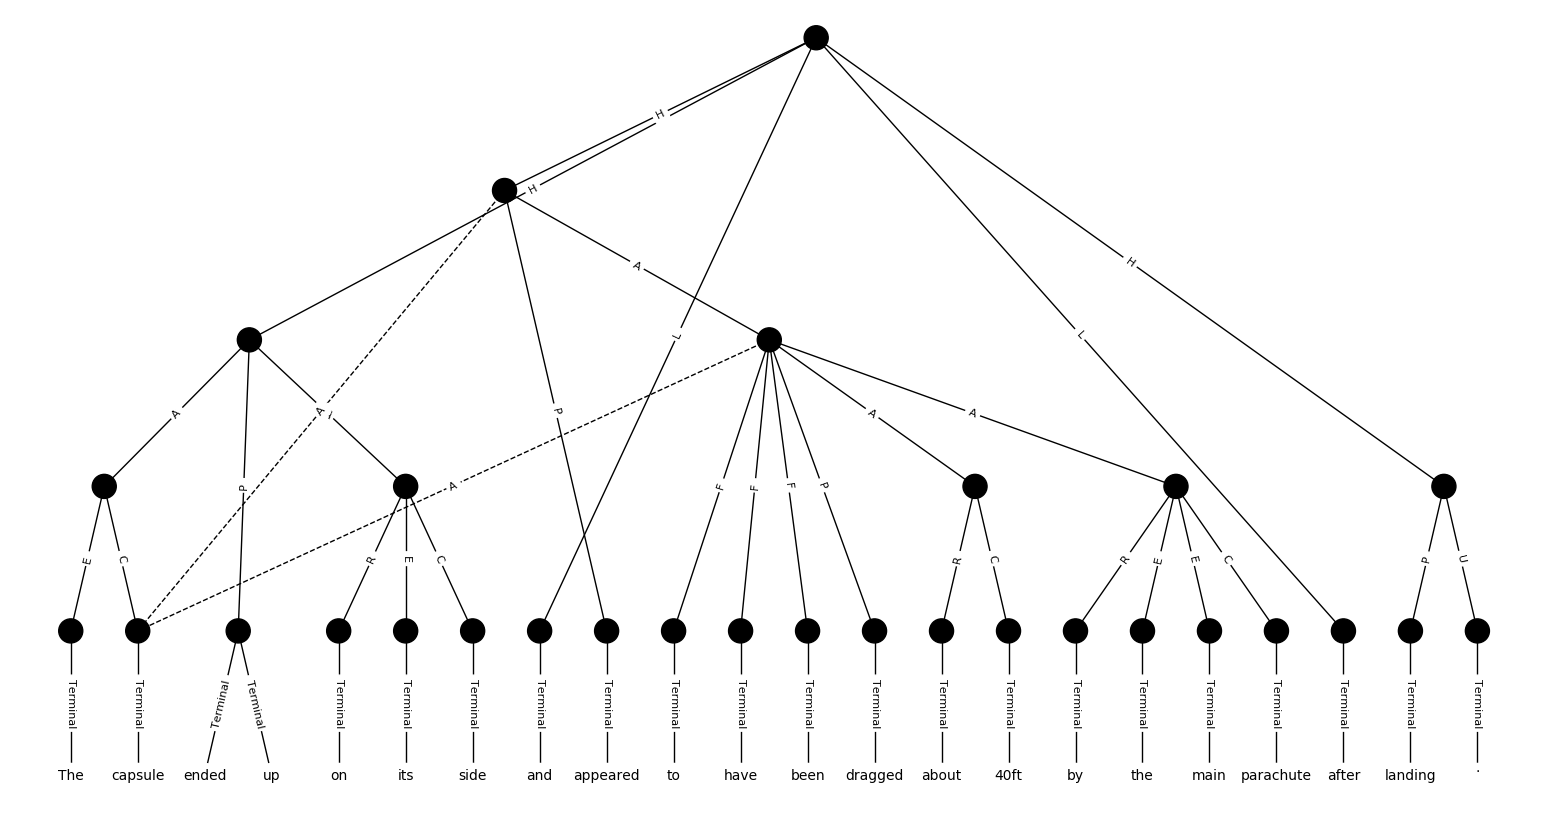 H
H
A
H
L
L
A
A
A
A
P
A
P
F
F
F
P
E
C
R
E
C
R
C
R
E
E
C
P
U
Terminal Terminal Terminal Terminal Terminal Terminal Terminal Terminal Terminal Terminal Terminal Terminal Terminal Terminal Terminal Terminal Terminal Terminal Terminal Terminal Terminal Terminal
The capsule ended up on its side and appeared to have been dragged about 40ft by the main parachute after landing .